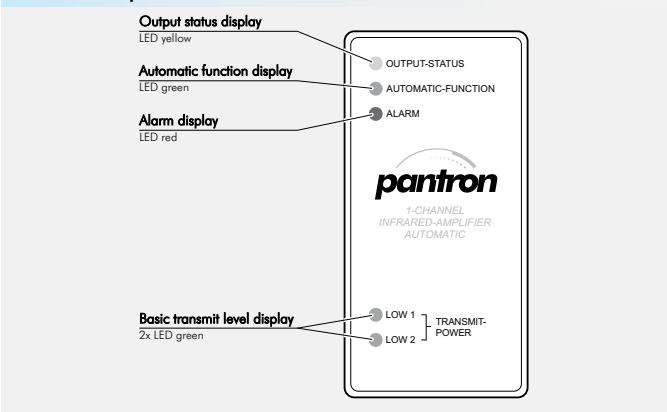 Output status display
LED yellow
Automatic function display
LED green
Alarm display
LED red
OUTPUT-STATUS
AUTOMATIC-FUNCTION
ALARM
pantron
1-CHANNEL
INFRARED-AMPLIFIER
AUTOMATIC
Basic transmit level display
2x LED green
LOW 1
LOW 2
TRANSMIT-
POWER